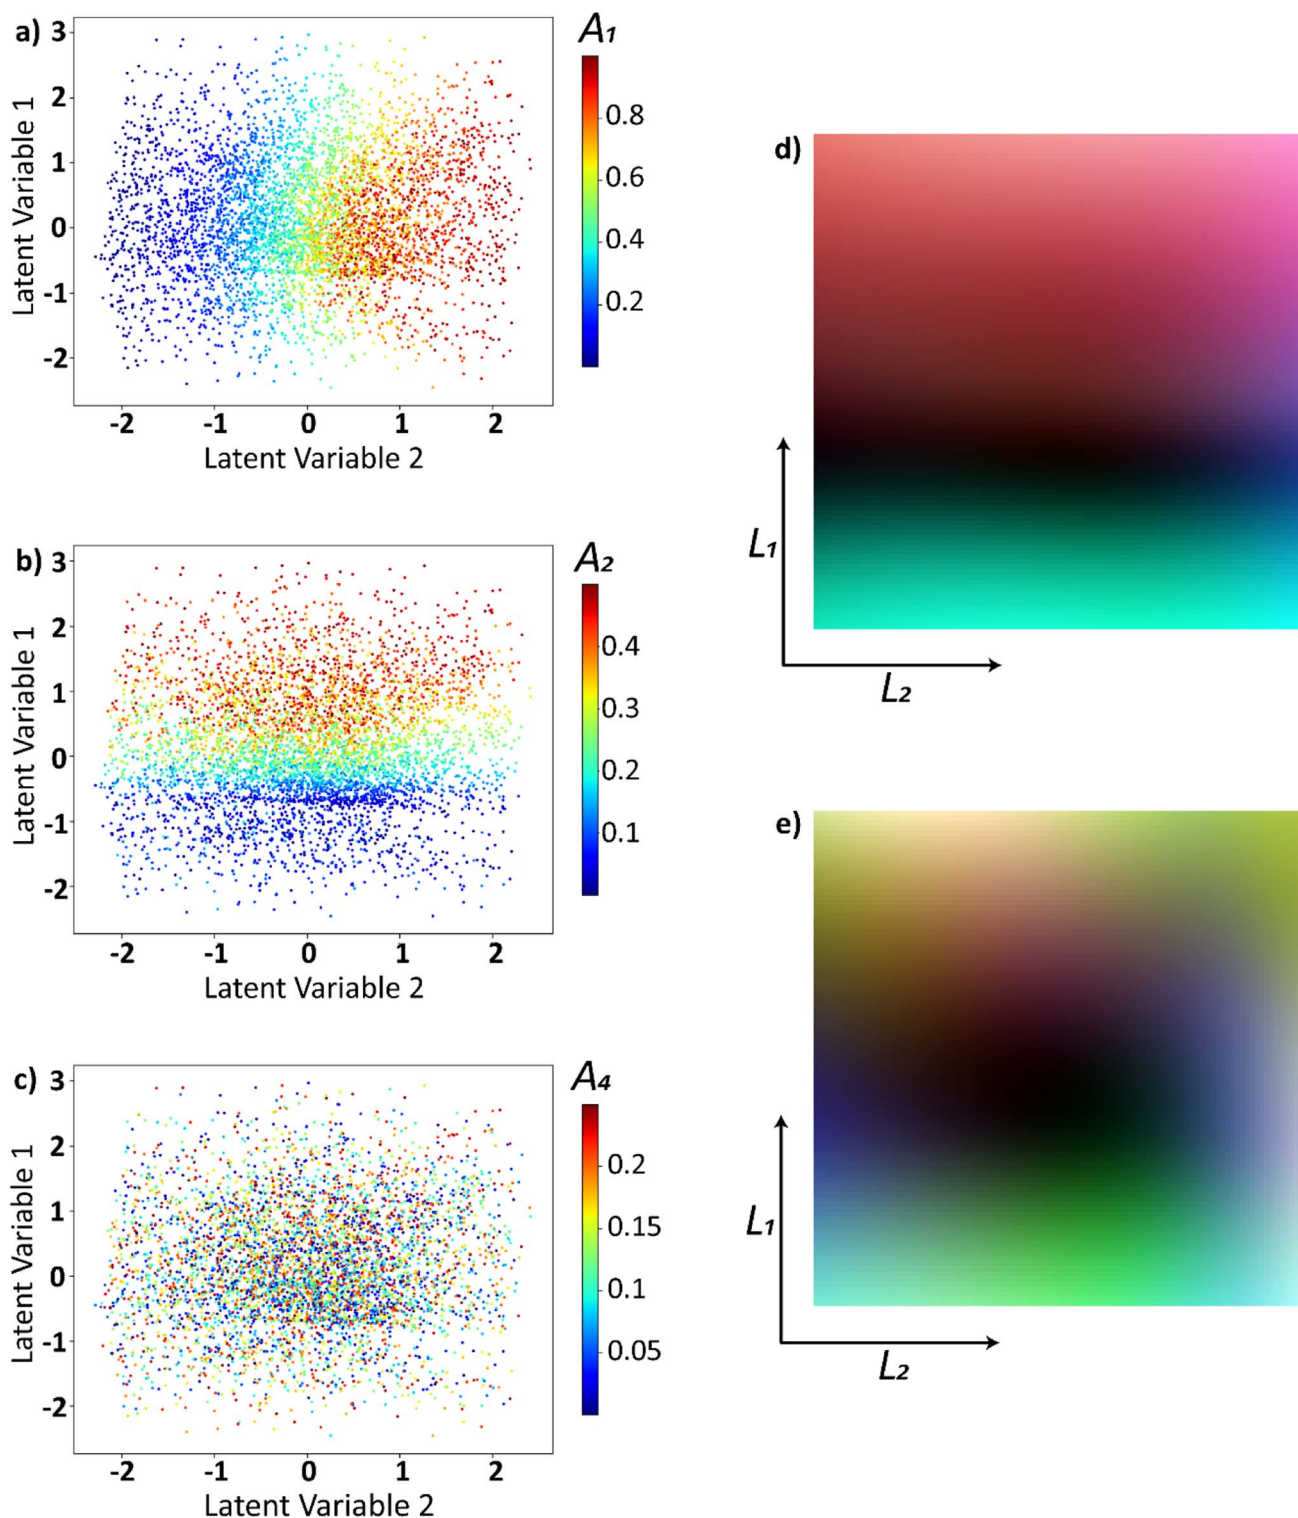 a)
A1
3
2
1
0
-1
-2
Latent Variable 1
-2 -1 0 1 2
Latent Variable 2
0.8
0.6
0.4
0.2
b)
A2
3
2
1
0
-1
-2
Latent Variable 1
-2 -1 0 1 2
Latent Variable 2
0.4
0.3
0.2
0.1
c)
A4
3
2
1
0
-1
-2
Latent Variable 1
-2 -1 0 1 2
Latent Variable 2
0.2
0.15
0.1
0.05
d)
L1
L2
e)
L1
L2